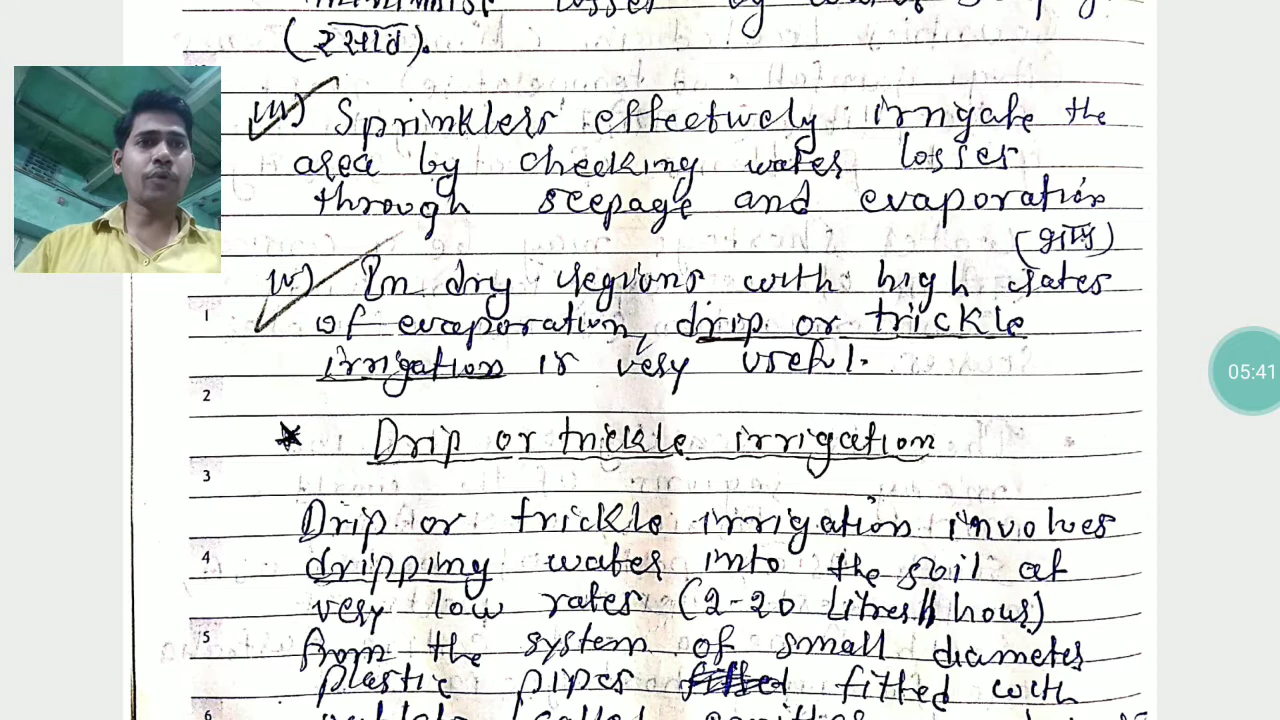 losses by
(रिसाव).
iii) Sprinklers effectively irrigate the
area by checking water losses
through seepage and evaporation
(वाष्प)
iv) In dry regions with high rates
of evaporation, drip or trickle
irrigation is very useful.
* Drip or trickle irrigation
Drip or trickle irrigation involves
dripping water into the soil at
very low rates (2-20 litres/hour)
from the system of small diameter
plastic pipes fitted with
called
1
2
3
4
5
6
05:41